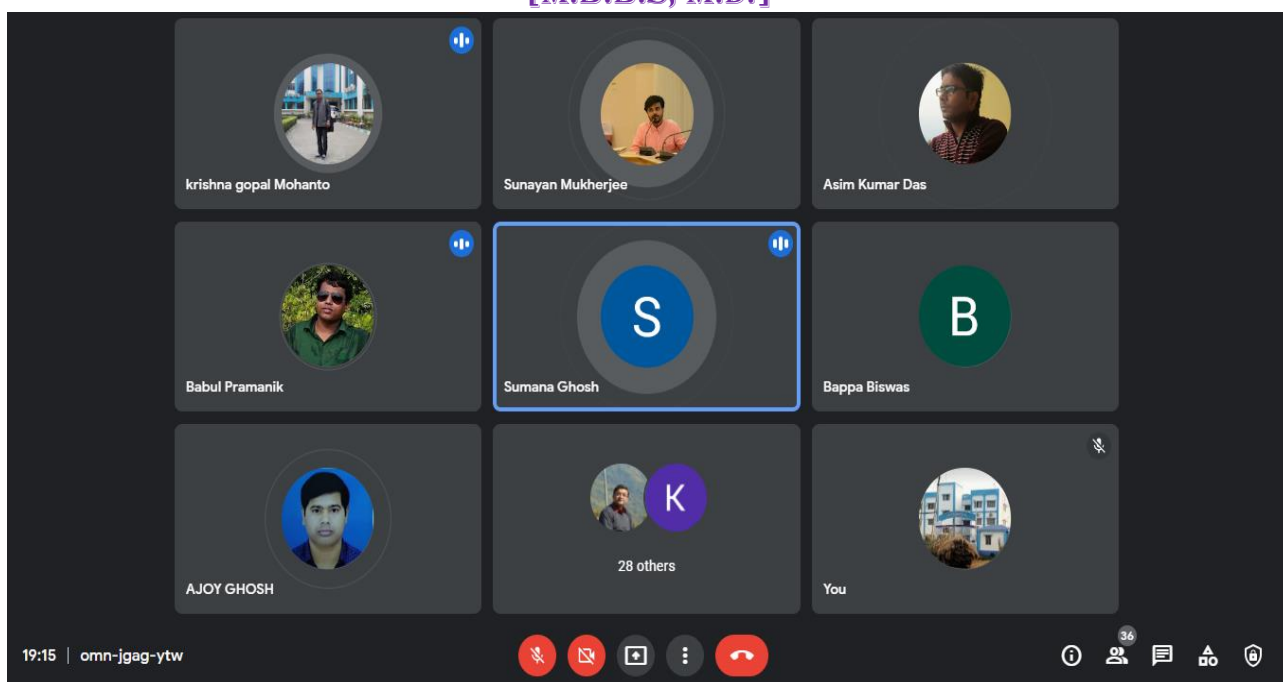 [M.B.B.S, M.D.]
krishna gopal Mohanto
Sunayan Mukherjee
Asim Kumar Das
Babul Pramanik
S
Sumana Ghosh
B
Bappa Biswas
AJOY GHOSH
K
28 others
You
19:15 | omn-jgag-ytw
36